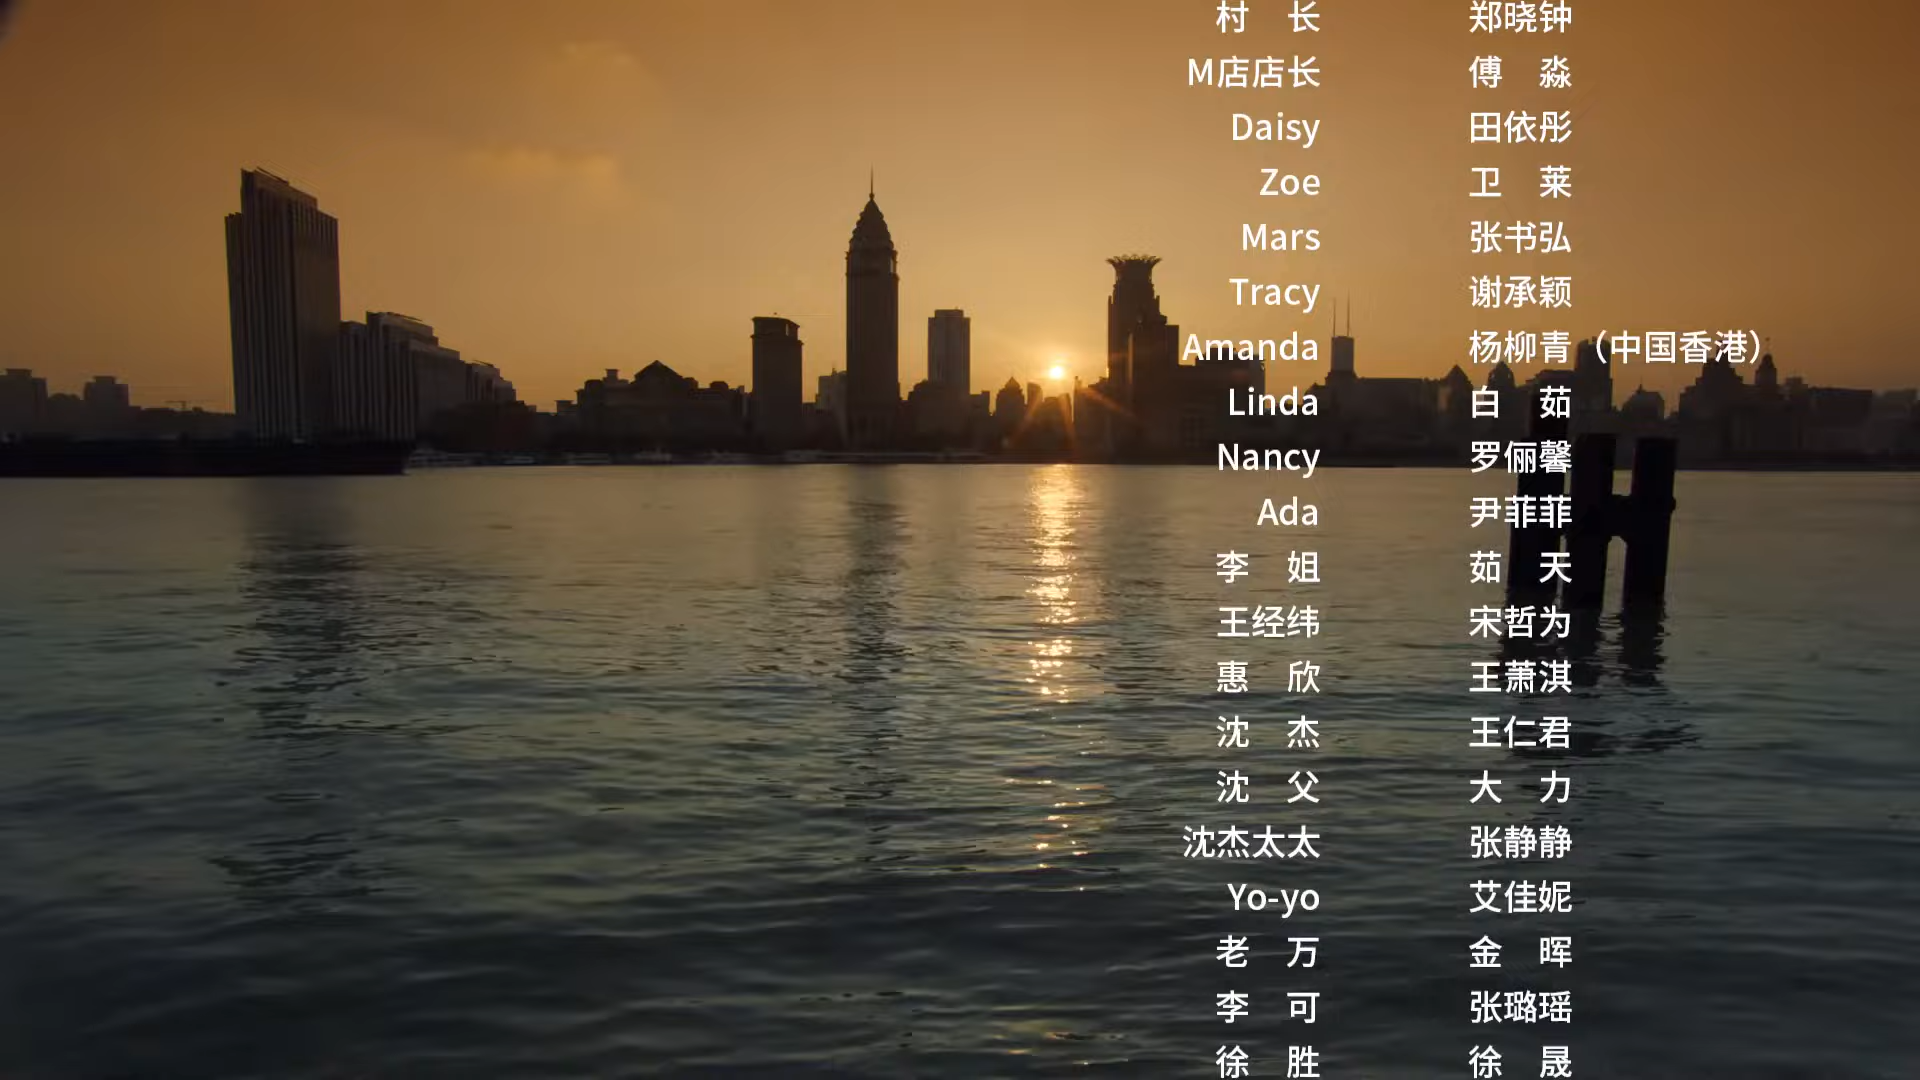 村　长　郑晓钟
M店店长　傅　淼
Daisy　田依彤
Zoe　卫　莱
Mars　张书弘
Tracy　谢承颖
Amanda　杨柳青（中国香港）
Linda　白　茹
Nancy　罗俪馨
Ada　尹菲菲
李　姐　茹　天
王经纬　宋哲为
惠　欣　王萧淇
沈　杰　王仁君
沈　父　大　力
沈杰太太　张静静
Yo-yo　艾佳妮
老　万　金　晖
李　可　张璐瑶
徐　胜　徐　晟